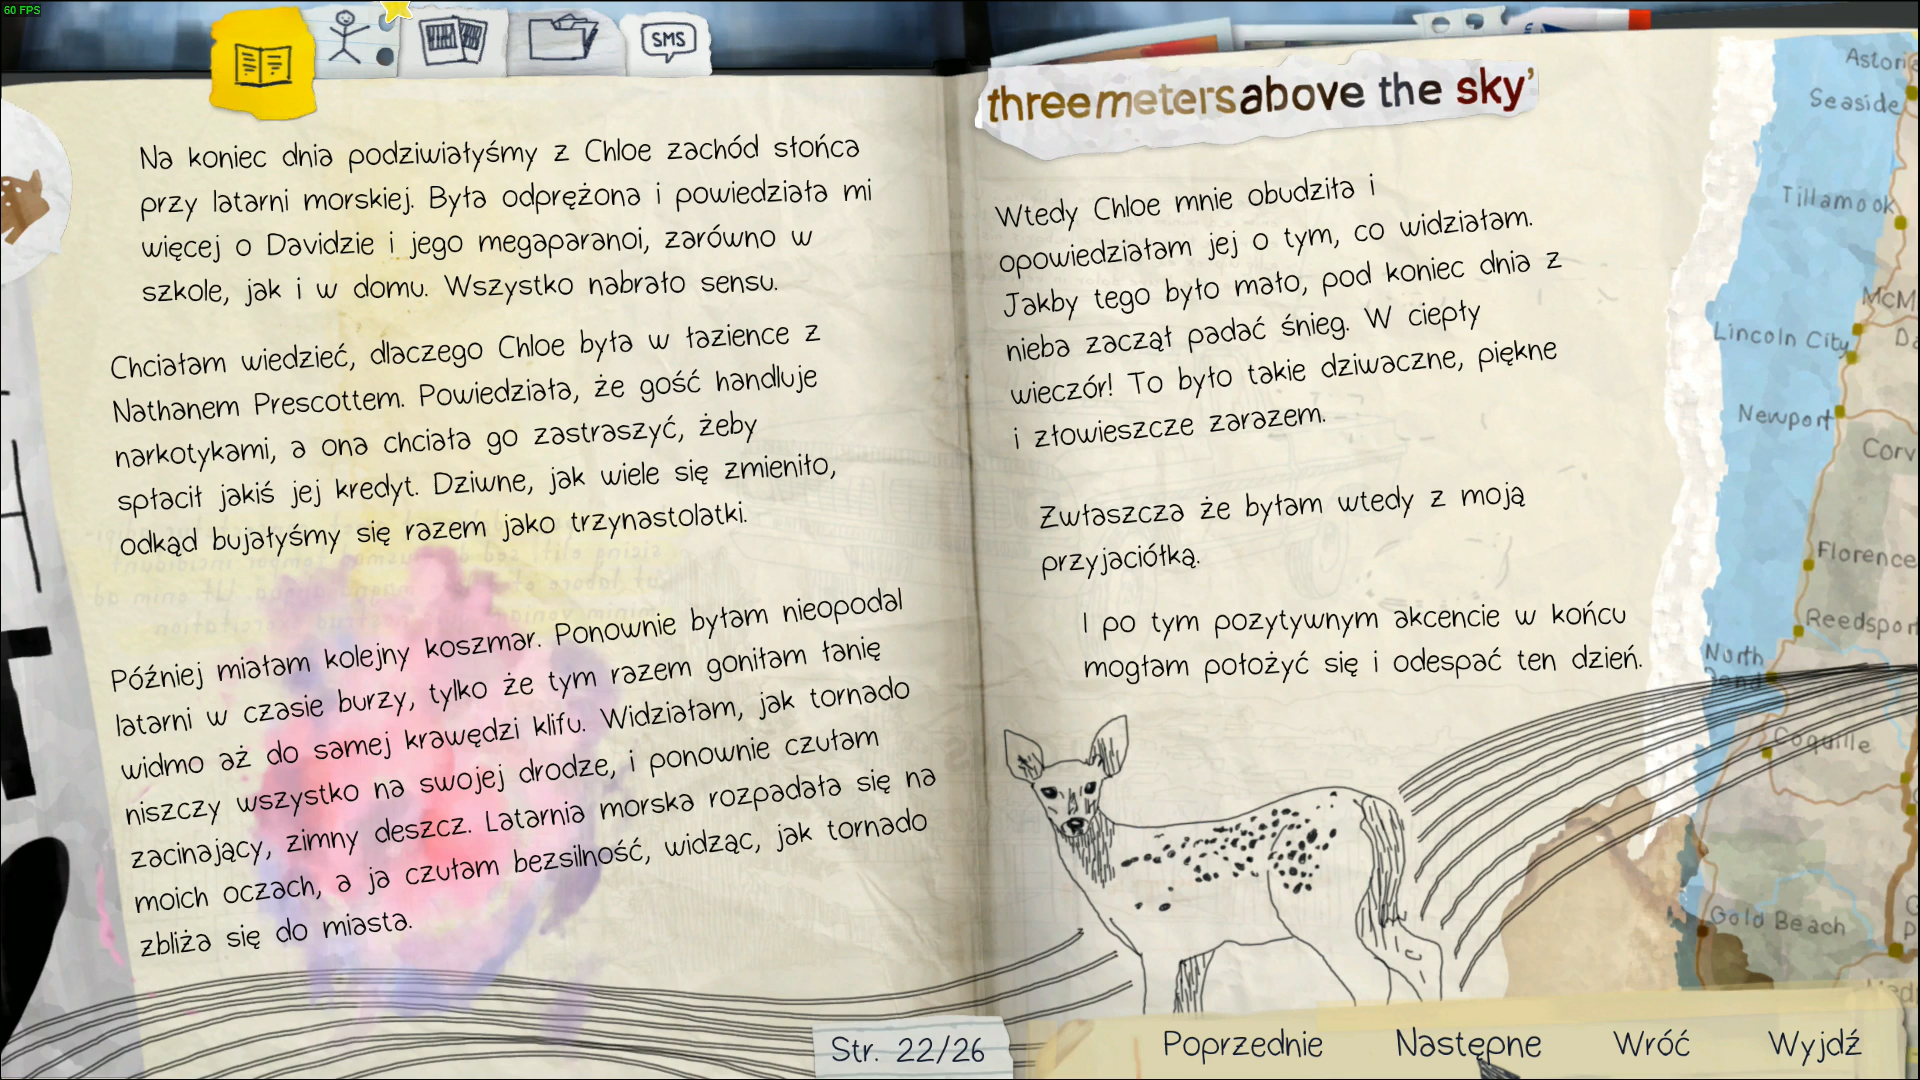 60 FPS
SMS
Na koniec dnia podziwiałyśmy z Chloe zachód słońca
przy latarni morskiej. Była odprężona i powiedziała mi
więcej o Davidzie i jego megaparanoi, zarówno w
szkole, jak i w domu. Wszystko nabrało sensu.
Chciałam wiedzieć, dlaczego Chloe była w łazience z
Nathanem Prescottem. Powiedziała, że gość handluje
narkotykami, a ona chciała go zastraszyć, żeby
spłacił jakiś jej kredyt. Dziwne, jak wiele się zmieniło,
odkąd bujałyśmy się razem jako trzynastolatki.
Później miałam kolejny koszmar. Ponownie byłam nieopodal
latarni w czasie burzy, tylko że tym razem goniłam łanię
widmo aż do samej krawędzi klifu. Widziałam, jak tornado
niszczy wszystko na swojej drodze, i ponownie czułam
zacinający, zimny deszcz. Latarnia morska rozpadała się na
moich oczach, a ja czułam bezsilność, widząc, jak tornado
zbliża się do miasta.
threemetersabove the sky'
Wtedy Chloe mnie obudziła i
opowiedziałam jej o tym, co widziałam.
Jakby tego było mało, pod koniec dnia z
nieba zaczął padać śnieg. W ciepły
wieczór! To było takie dziwaczne, piękne
i złowieszcze zarazem.
Zwłaszcza że byłam wtedy z moją
przyjaciółką.
I po tym pozytywnym akcencie w końcu
mogłam położyć się i odespać ten dzień.
Seaside
Tillamook
Lincoln City
Newport
Florence
North
Coquille
Gold Beach
Str. 22/26
Poprzednie Następne Wróć Wyjdź